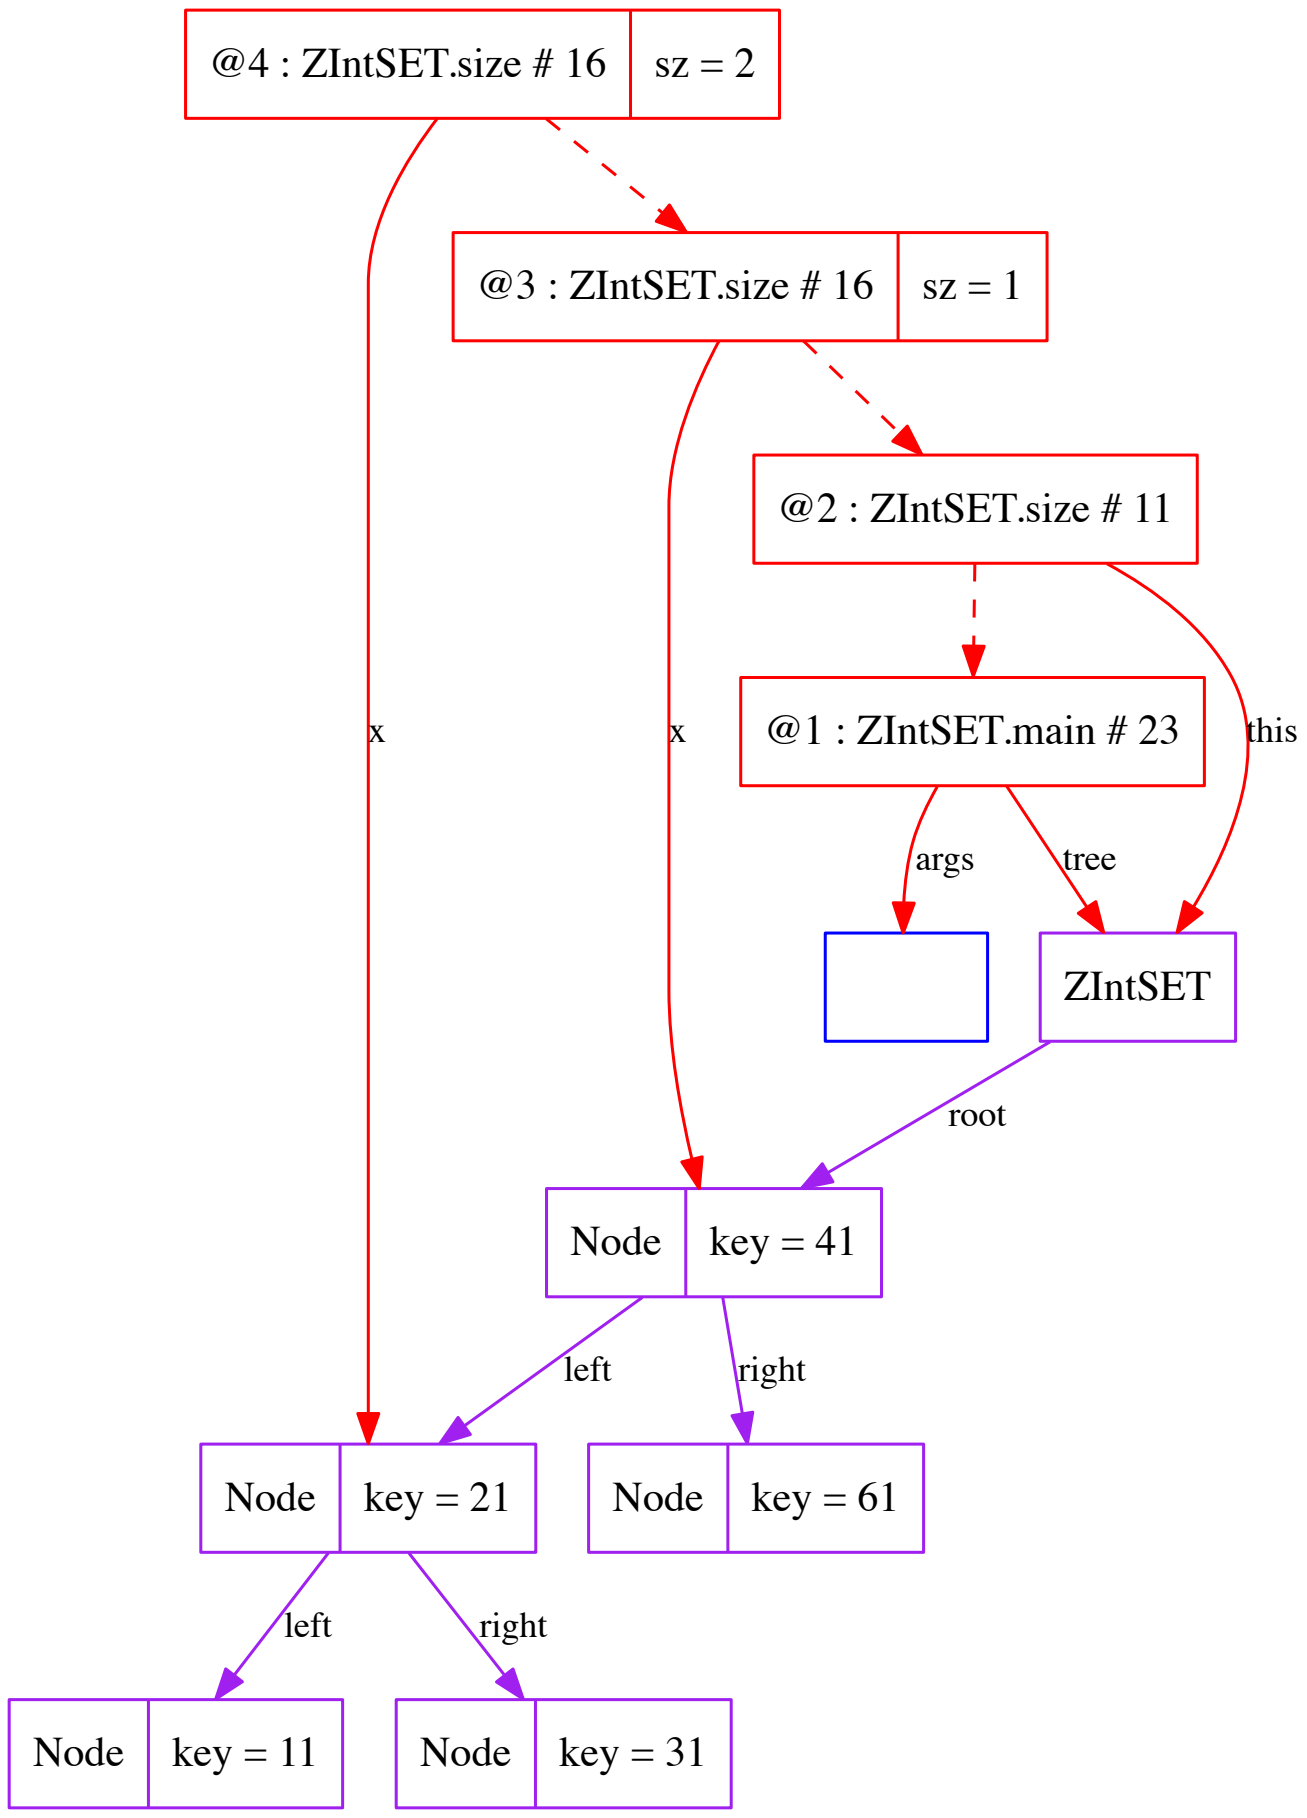 @4 : ZIntSET.size # 16 sz = 2
@3 : ZIntSET.size # 16 sz = 1
@2 : ZIntSET.size # 11
x
x
@1 : ZIntSET.main # 23
this
args
tree
ZIntSET
root
Node key = 41
left
right
Node key = 21
Node key = 61
left
right
Node key = 11
Node key = 31